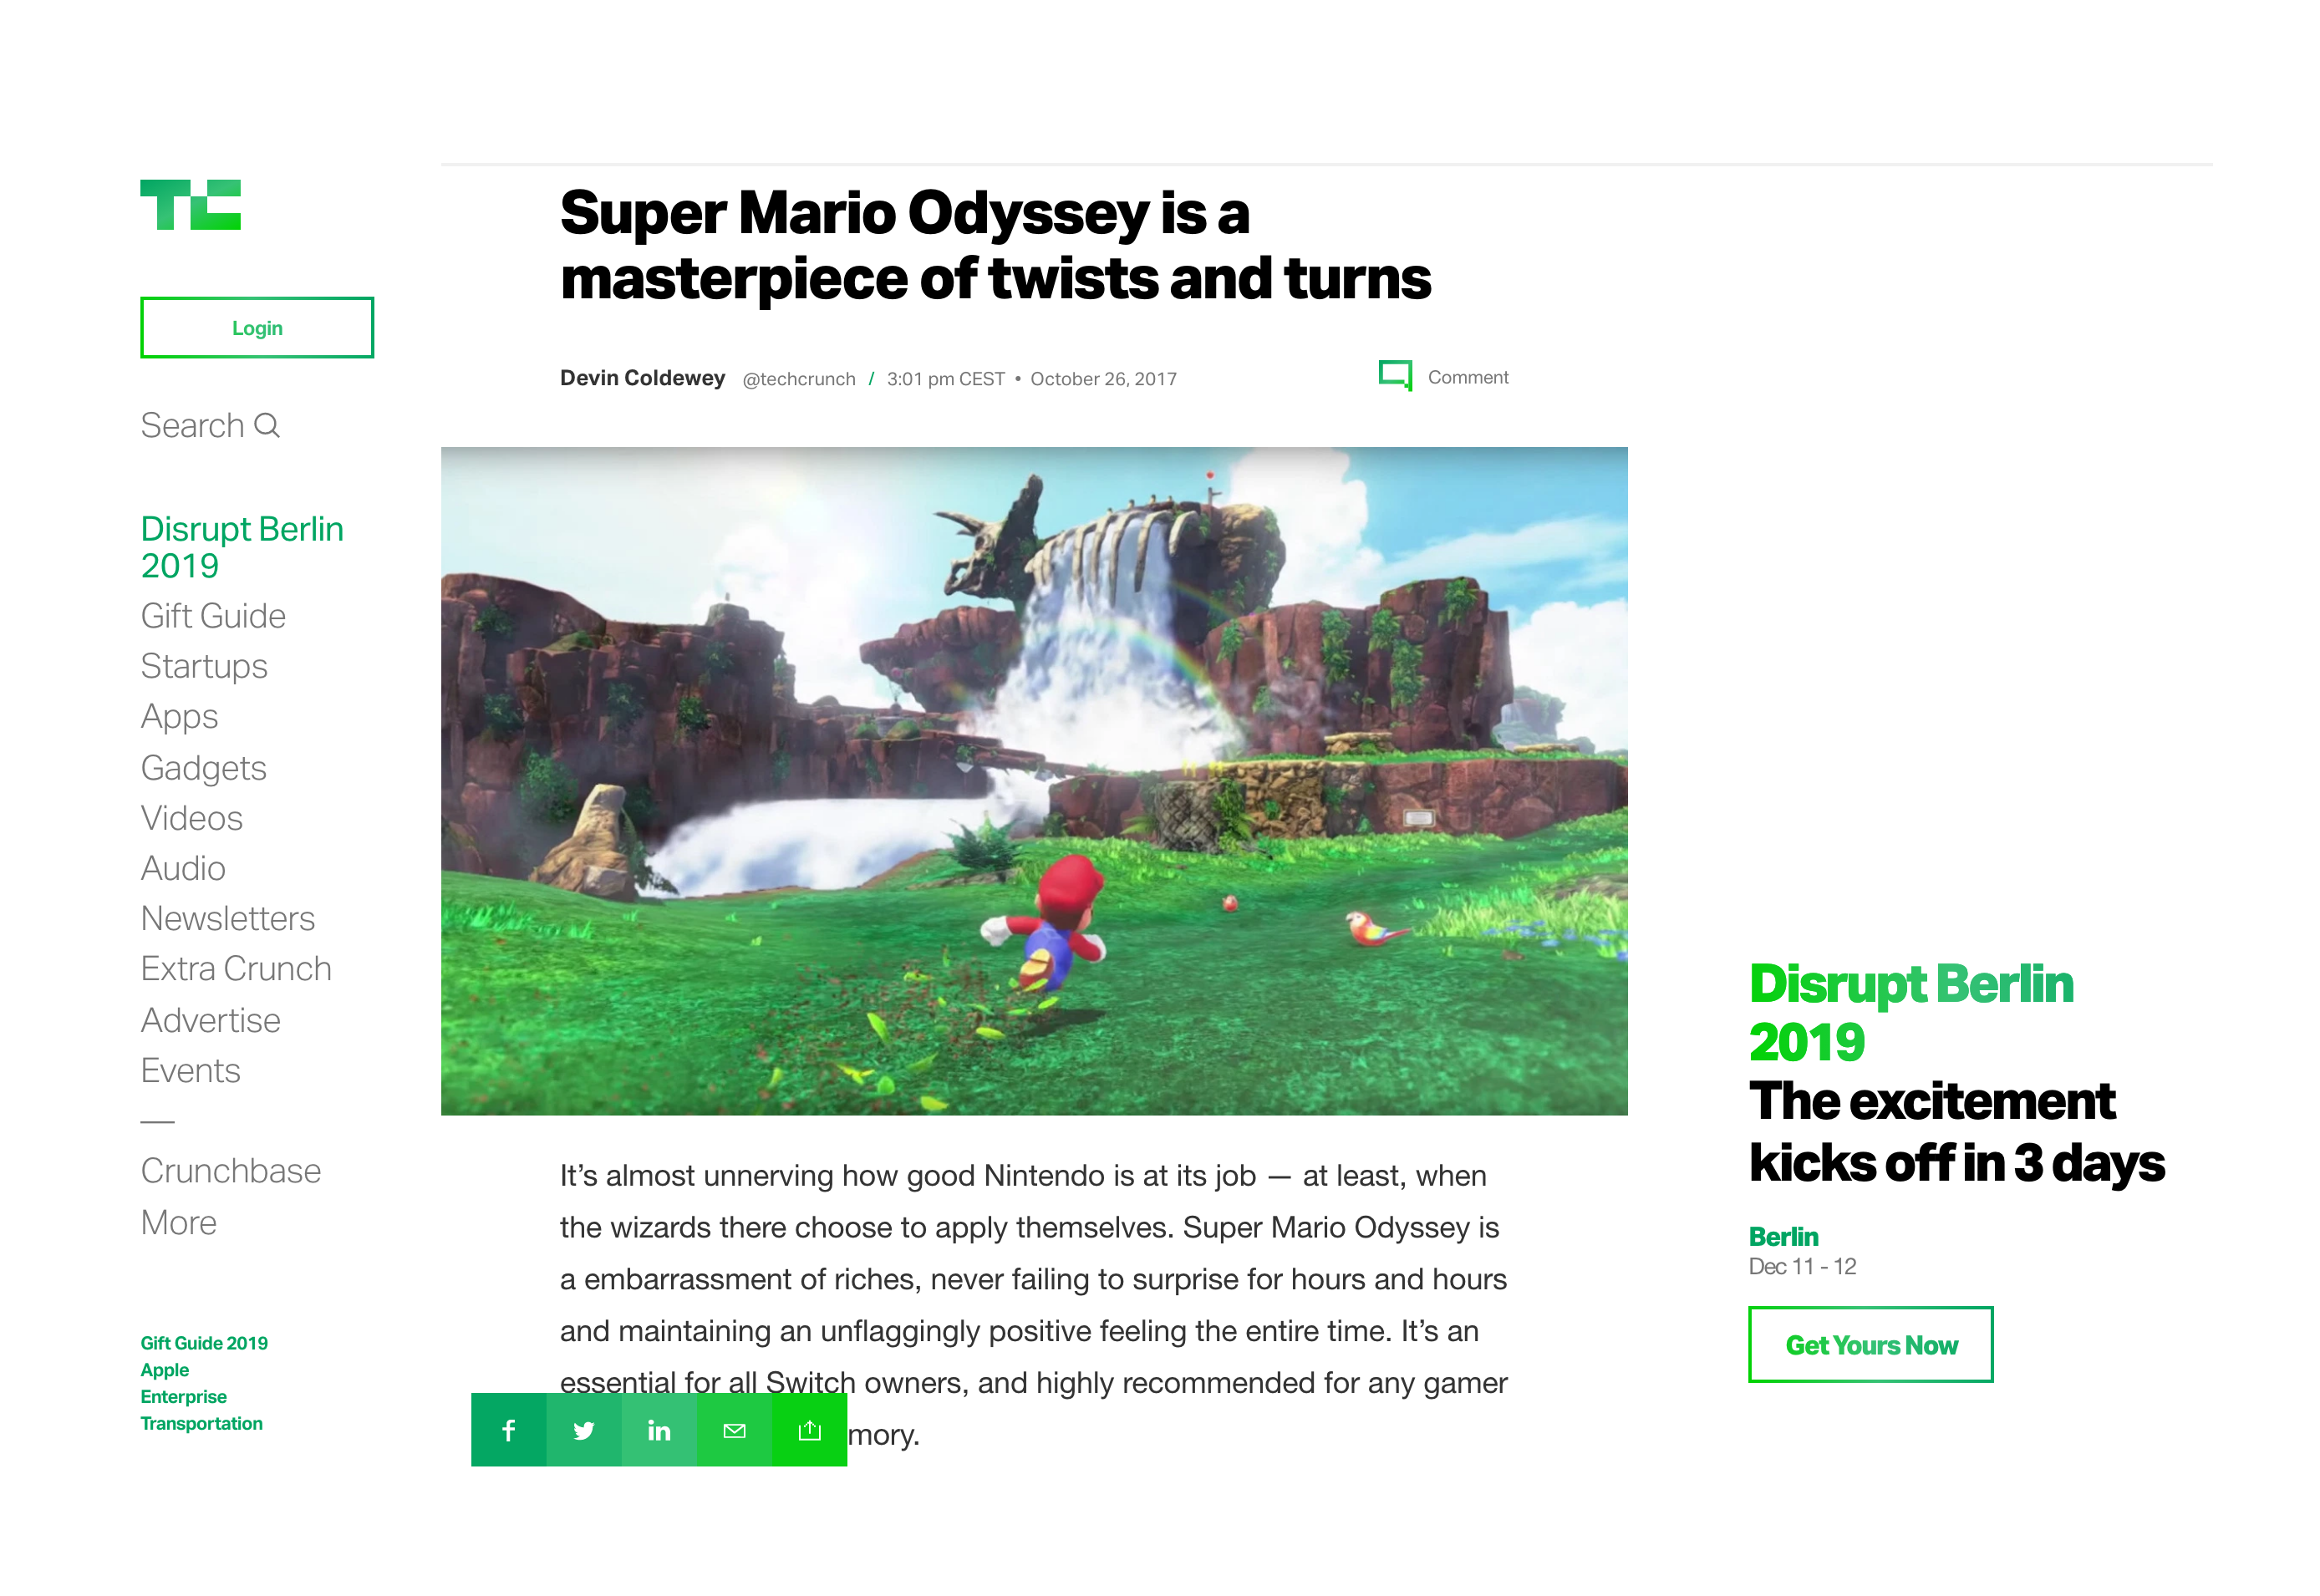 TC
Login
Search
Disrupt Berlin
2019
Gift Guide
Startups
Apps
Gadgets
Videos
Audio
Newsletters
Extra Crunch
Advertise
Events
Crunchbase
More
Gift Guide 2019
Apple
Enterprise
Transportation
Super Mario Odyssey is a
masterpiece of twists and turns
Devin Coldewey @techcrunch / 3:01 pm CEST • October 26, 2017
Comment
It’s almost unnerving how good Nintendo is at its job — at least, when
the wizards there choose to apply themselves. Super Mario Odyssey is
a embarrassment of riches, never failing to surprise for hours and hours
and maintaining an unflaggingly positive feeling the entire time. It’s an
essential for all Switch owners, and highly recommended for any gamer
mory.
f in
Disrupt Berlin
2019
The excitement
kicks off in 3 days
Berlin
Dec 11 - 12
Get Yours Now